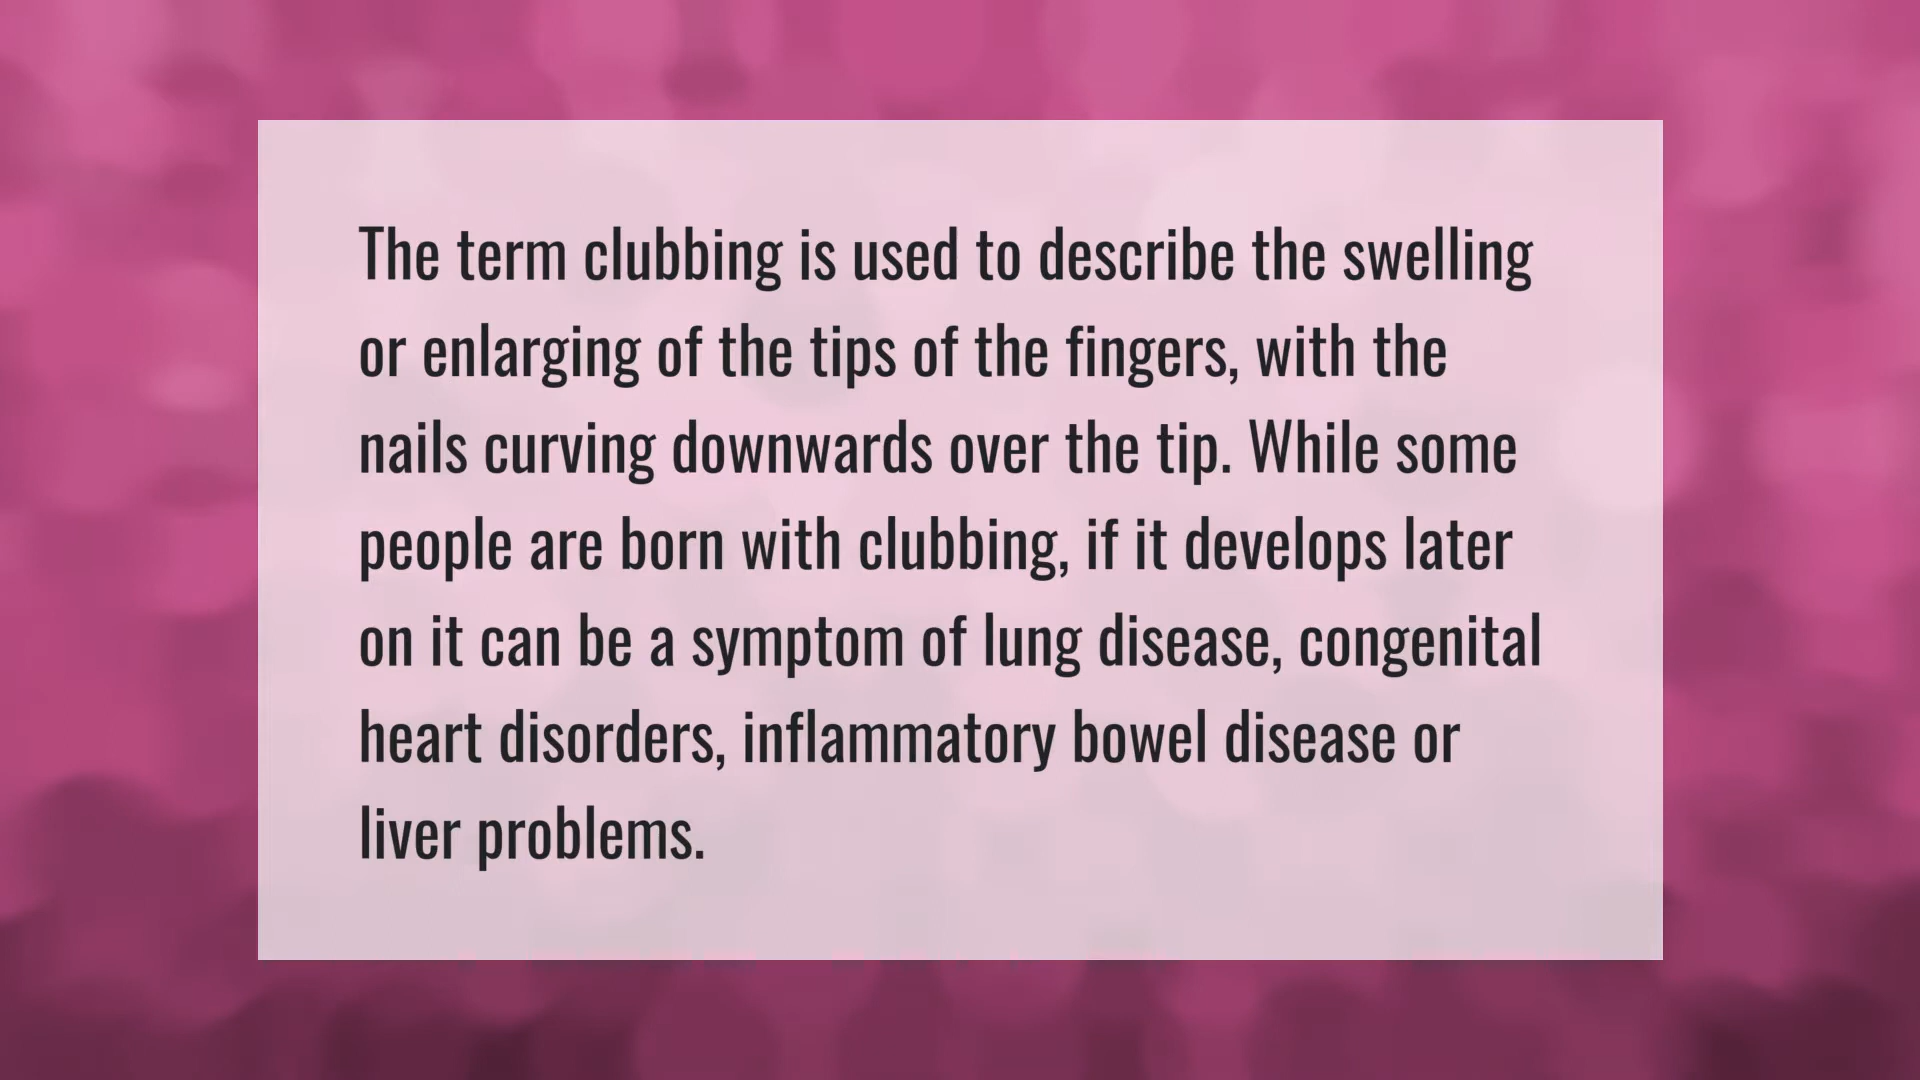 The term clubbing is used to describe the swelling
or enlarging of the tips of the fingers, with the
nails curving downwards over the tip. While some
people are born with clubbing, if it develops later
on it can be a symptom of lung disease, congenital
heart disorders, inflammatory bowel disease or
liver problems.